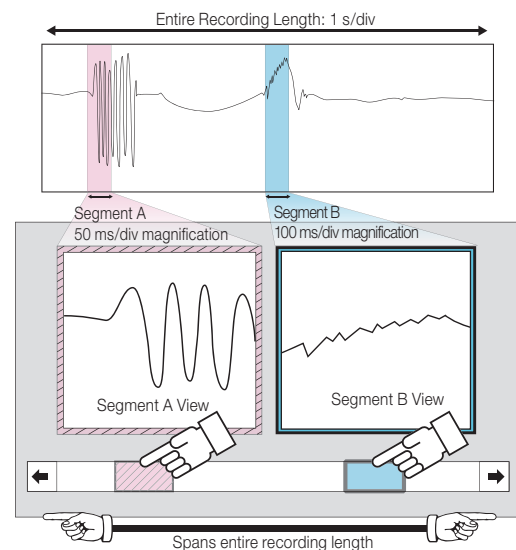 Entire Recording Length: 1 s/div
Segment A
50 ms/div magnification
Segment B
100 ms/div magnification
Segment A View
Segment B View
Spans entire recording length